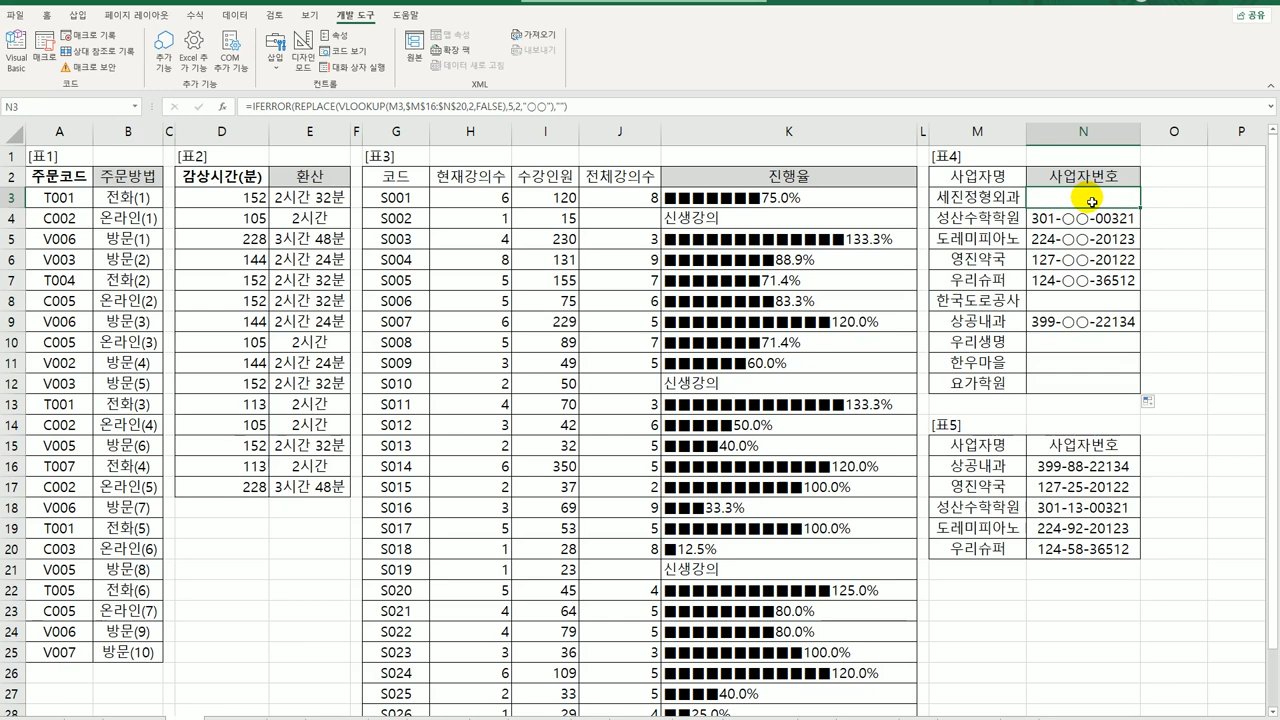 파일 홈 삽입 페이지 레이아웃 수식 데이터 검토 보기 개발 도구 도움말 공유
Visual Basic 매크로 매크로 기록 상대 참조로 기록 매크로 보안 코드
추가 기능 Excel 추가 기능 COM 추가 기능 추가 기능
삽입 디자인 모드 속성 코드 보기 대화 상자 실행 컨트롤
원본 맵 속성 확장 팩 데이터 새로 고침 가져오기 내보내기 XML
N3 fx =IFERROR(REPLACE(VLOOKUP(M3,$M$16:$N$20,2,FALSE),5,2,"○○"),"")
A B C D E F G H I J K L M N O P
1 [표1] [표2] [표3] [표4]
2 주문코드 주문방법 감상시간(분) 환산 코드 현재강의수 수강인원 전체강의수 진행율 사업자명 사업자번호
3 T001 전화(1) 152 2시간 32분 S001 6 120 8 ■■■■■■■75.0% 세진정형외과
4 C002 온라인(1) 120 2시간 S002 1 15 신생강의 성산수학학원 301-○○-00321
5 V006 방문(1) 228 3시간 48분 S003 4 230 3 ■■■■■■■■■■■■■133.3% 도레미피아노 224-○○-20123
6 V003 방문(2) 144 2시간 24분 S004 8 131 9 ■■■■■■■■88.9% 영진약국 127-○○-20122
7 T004 전화(2) 152 2시간 32분 S005 5 155 7 ■■■■■■■71.4% 우리슈퍼 124-○○-36512
8 C005 온라인(2) 152 2시간 32분 S006 5 75 6 ■■■■■■■■83.3% 한국도로공사
9 V006 방문(3) 144 2시간 24분 S007 6 229 5 ■■■■■■■■■■■■120.0% 상공내과 399-○○-22134
10 C005 온라인(3) 105 2시간 S008 5 89 7 ■■■■■■■71.4% 우리생명
11 V002 방문(4) 144 2시간 24분 S009 3 49 5 ■■■■■■60.0% 한우마을
12 V003 방문(5) 152 2시간 32분 S010 2 50 신생강의 요가학원
13 T001 전화(3) 113 2시간 S011 4 70 3 ■■■■■■■■■■■■■133.3%
14 C002 온라인(4) 105 2시간 S012 3 42 6 ■■■■■50.0% [표5]
15 V005 방문(6) 152 2시간 32분 S013 2 32 5 ■■■■40.0% 사업자명 사업자번호
16 T007 전화(4) 113 2시간 S014 6 350 5 ■■■■■■■■■■■■120.0% 상공내과 399-88-22134
17 C002 온라인(5) 228 3시간 48분 S015 2 37 2 ■■■■■■■■■■100.0% 영진약국 127-25-20122
18 V006 방문(7) S016 3 69 9 ■■■33.3% 성산수학학원 301-13-00321
19 T001 전화(5) S017 5 53 5 ■■■■■■■■■■100.0% 도레미피아노 224-92-20123
20 C003 온라인(6) S018 1 28 8 ■12.5% 우리슈퍼 124-58-36512
21 V005 방문(8) S019 1 23 신생강의
22 T005 전화(6) S020 5 45 4 ■■■■■■■■■■■■125.0%
23 C005 온라인(7) S021 4 64 5 ■■■■■■■■80.0%
24 V006 방문(9) S022 4 79 5 ■■■■■■■■80.0%
25 V007 방문(10) S023 3 36 3 ■■■■■■■■■■100.0%
26 S024 6 109 5 ■■■■■■■■■■■■120.0%
27 S025 2 33 5 ■■■■40.0%
28 S026 1 29 4 ■■25.0%